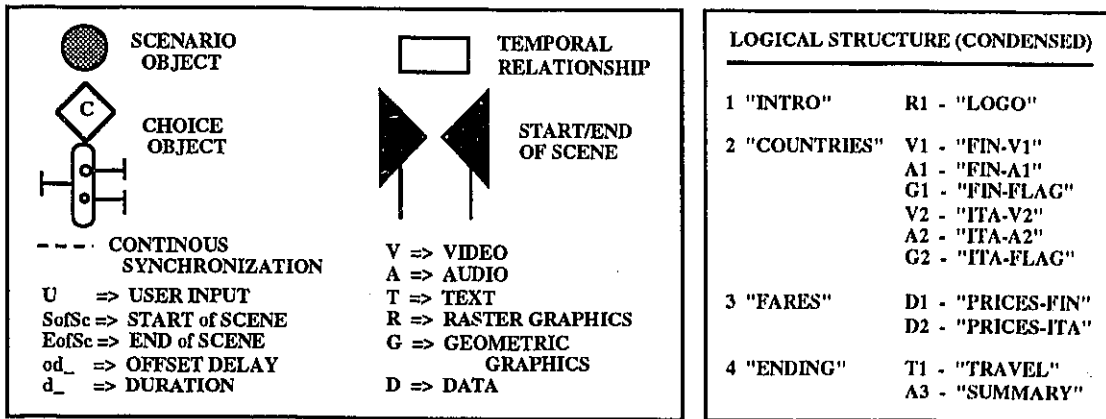 SCENARIO
OBJECT
C
CHOICE
OBJECT
CONTINOUS
SYNCHRONIZATION
U => USER INPUT
SofSc => START of SCENE
EofSc => END of SCENE
od_ => OFFSET DELAY
d_ => DURATION
TEMPORAL
RELATIONSHIP
START/END
OF SCENE
V => VIDEO
A => AUDIO
T => TEXT
R => RASTER GRAPHICS
G => GEOMETRIC
GRAPHICS
D => DATA
LOGICAL STRUCTURE (CONDENSED)
1 "INTRO" R1 - "LOGO"
2 "COUNTRIES" V1 - "FIN-V1"
A1 - "FIN-A1"
G1 - "FIN-FLAG"
V2 - "ITA-V2"
A2 - "ITA-A2"
G2 - "ITA-FLAG"
3 "FARES" D1 - "PRICES-FIN"
D2 - "PRICES-ITA"
4 "ENDING" T1 - "TRAVEL"
A3 - "SUMMARY"